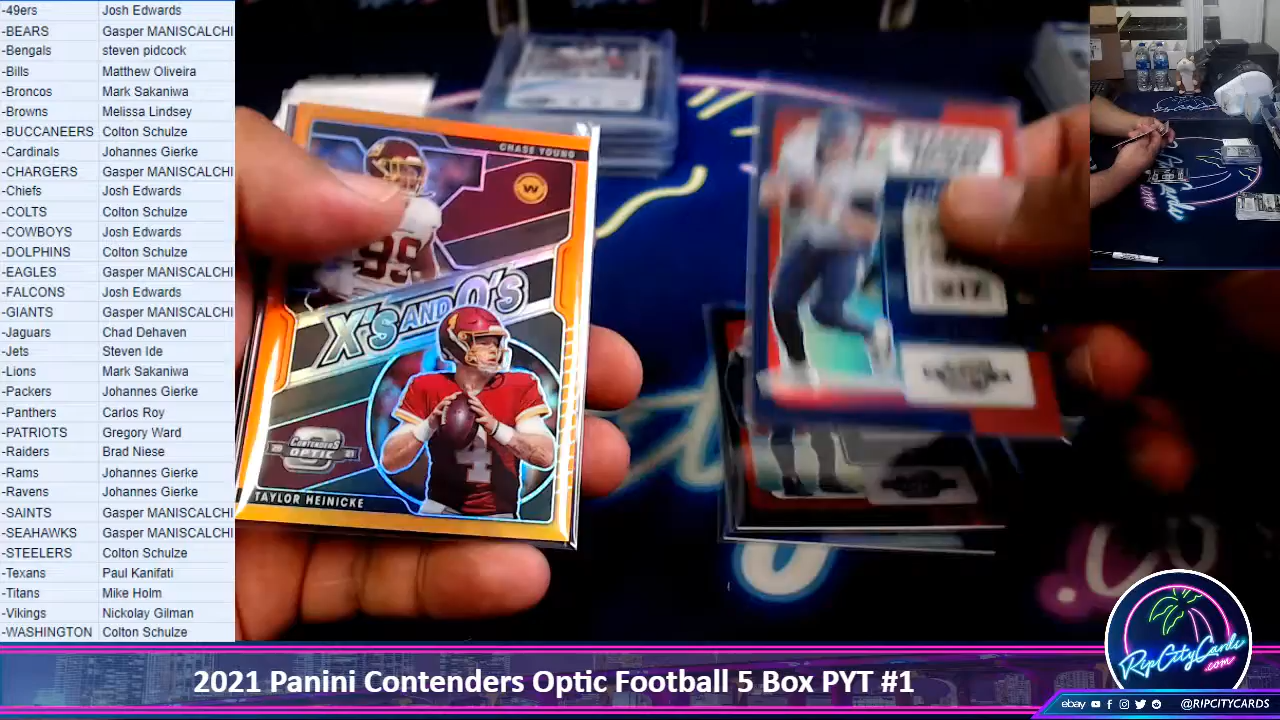 -49ers Josh Edwards
-BEARS Gasper MANISCALCHI
-Bengals steven pidcock
-Bills Matthew Oliveira
-Broncos Mark Sakaniwa
-Browns Melissa Lindsey
-BUCCANEERS Colton Schulze
-Cardinals Johannes Gierke
-CHARGERS Gasper MANISCALCHI
-Chiefs Josh Edwards
-COLTS Colton Schulze
-COWBOYS Josh Edwards
-DOLPHINS Colton Schulze
-EAGLES Gasper MANISCALCHI
-FALCONS Josh Edwards
-GIANTS Gasper MANISCALCHI
-Jaguars Chad Dehaven
-Jets Steven Ide
-Lions Mark Sakaniwa
-Packers Johannes Gierke
-Panthers Carlos Roy
-PATRIOTS Gregory Ward
-Raiders Brad Niese
-Rams Johannes Gierke
-Ravens Johannes Gierke
-SAINTS Gasper MANISCALCHI
-SEAHAWKS Gasper MANISCALCHI
-STEELERS Colton Schulze
-Texans Paul Kanifati
-Titans Mike Holm
-Vikings Nickolay Gilman
-WASHINGTON Colton Schulze
CHASE YOUNG
W
99
X's AND O's
4
CONTENDERS
OPTIC
TAYLOR HEINICKE
RipCityCards
.com
2021 Panini Contenders Optic Football 5 Box PYT #1
ebay @RIPCITYCARDS